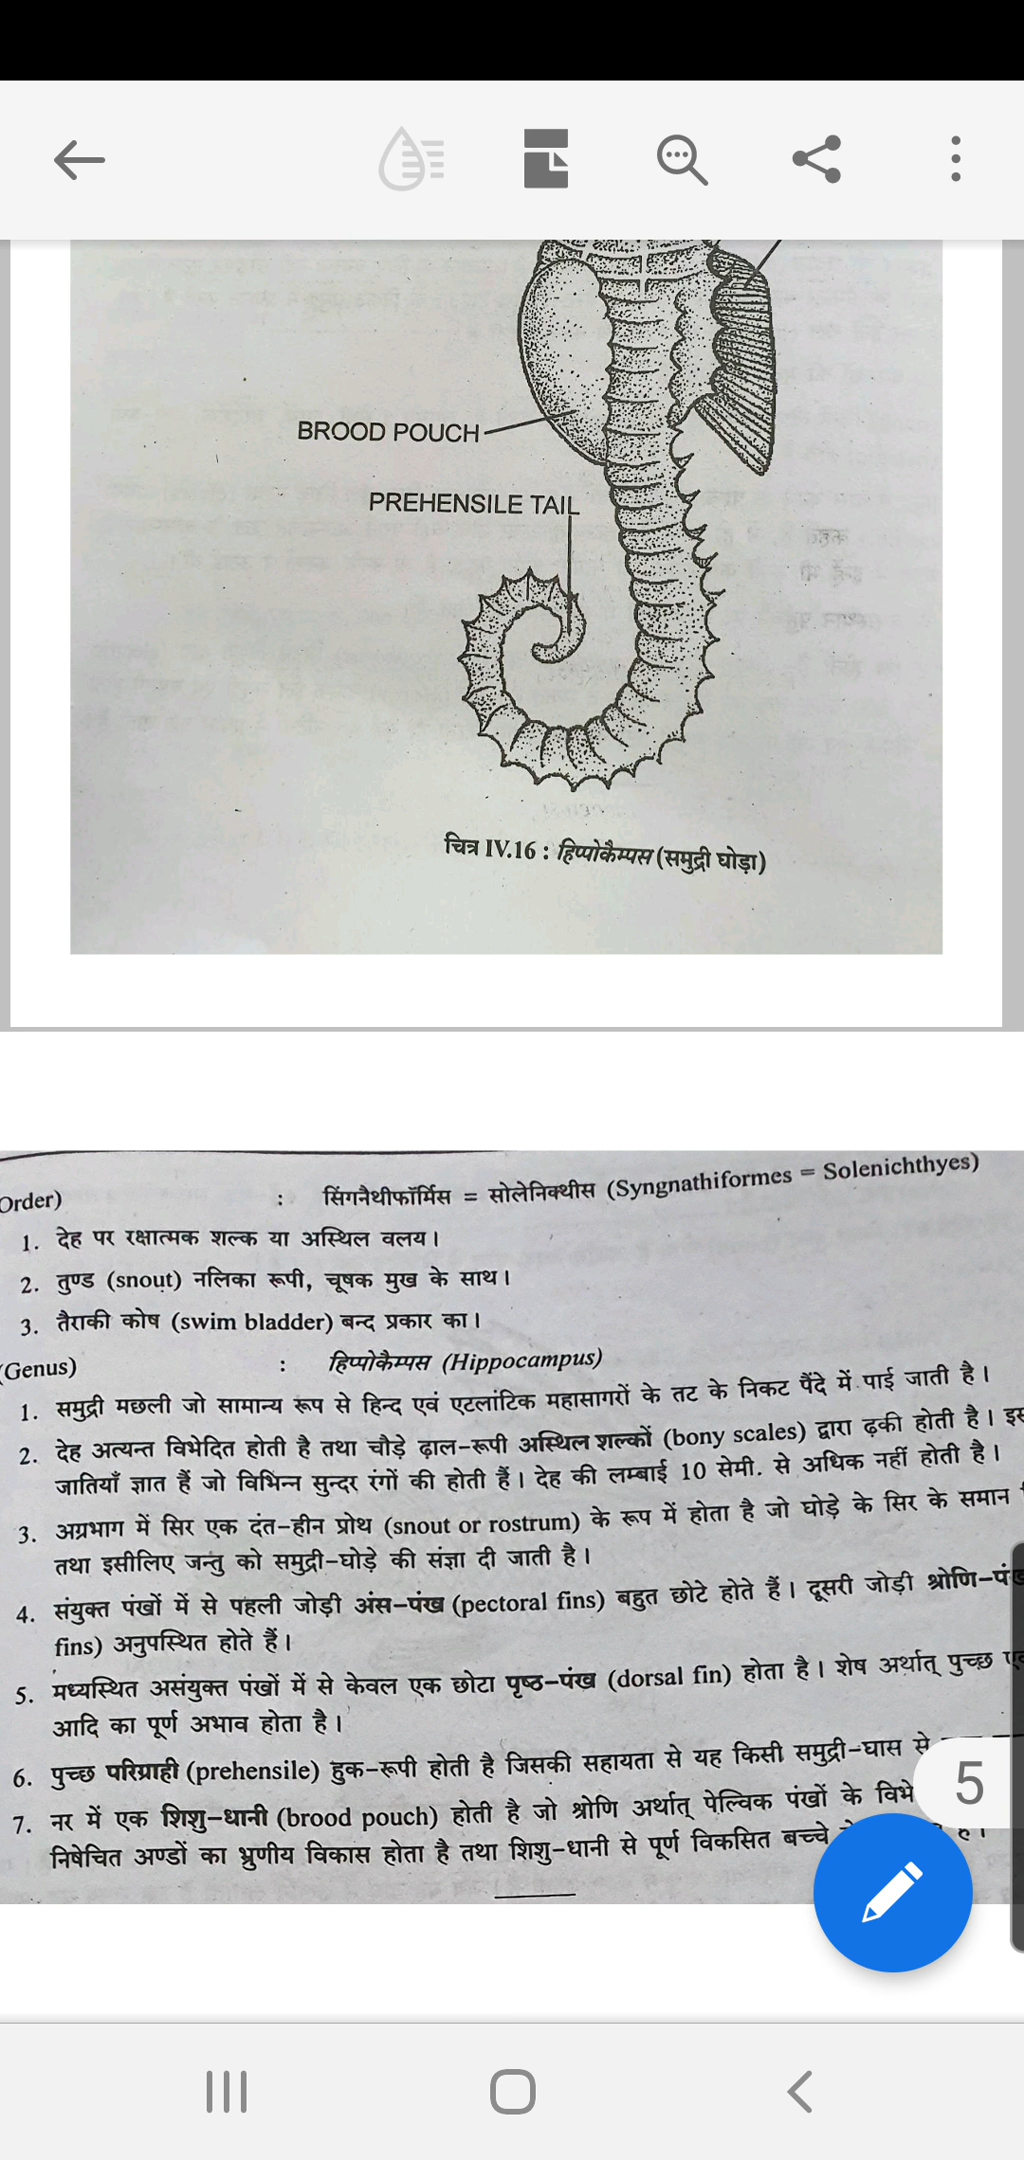 BROOD POUCH
PREHENSILE TAIL
चित्र IV.16 : हिप्पोकैम्पस (समुद्री घोड़ा)
Order) : सिंगनैथीफॉर्मिस = सोलेनिक्थीस (Syngnathiformes = Solenichthyes)
1. देह पर रक्षात्मक शल्क या अस्थिल वलय।
2. तुण्ड (snout) नलिका रूपी, चूषक मुख के साथ।
3. तैराकी कोष (swim bladder) बन्द प्रकार का।
(Genus) : हिप्पोकैम्पस (Hippocampus)
1. समुद्री मछली जो सामान्य रूप से हिन्द एवं एटलांटिक महासागरों के तट के निकट पैंदे में पाई जाती है।
2. देह अत्यन्त विभेदित होती है तथा चौड़े ढ़ाल-रूपी अस्थिल शल्कों (bony scales) द्वारा ढ़की होती है।
जातियाँ ज्ञात हैं जो विभिन्न सुन्दर रंगों की होती हैं। देह की लम्बाई 10 सेमी. से अधिक नहीं होती है।
3. अग्रभाग में सिर एक दंत-हीन प्रोथ (snout or rostrum) के रूप में होता है जो घोड़े के सिर के समान
तथा इसीलिए जन्तु को समुद्री-घोड़े की संज्ञा दी जाती है।
4. संयुक्त पंखों में से पहली जोड़ी अंस-पंख (pectoral fins) बहुत छोटे होते हैं। दूसरी जोड़ी श्रोणि-पं
fins) अनुपस्थित होते हैं।
5. मध्यस्थित असंयुक्त पंखों में से केवल एक छोटा पृष्ठ-पंख (dorsal fin) होता है। शेष अर्थात् पुच्छ
आदि का पूर्ण अभाव होता है।
6. पुच्छ परिग्राही (prehensile) हुक-रूपी होती है जिसकी सहायता से यह किसी समुद्री-घास से
5
7. नर में एक शिशु-धानी (brood pouch) होती है जो श्रोणि अर्थात् पेल्विक पंखों के विभे
निषेचित अण्डों का भ्रुणीय विकास होता है तथा शिशु-धानी से पूर्ण विकसित बच्चे